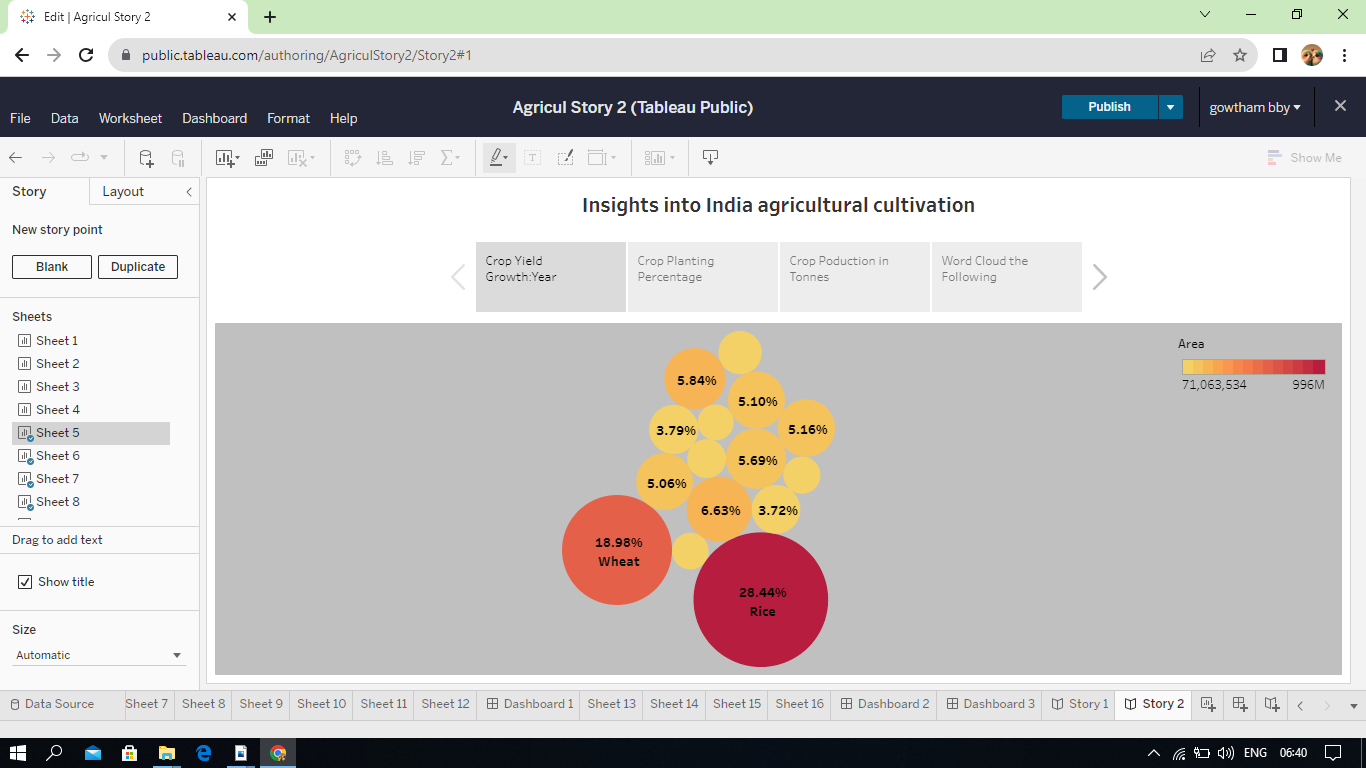 Edit | Agricul Story 2
public.tableau.com/authoring/AgriculStory2/Story2#1
Agricul Story 2 (Tableau Public)
Publish
gowtham bby
File Data Worksheet Dashboard Format Help
Show Me
Story Layout
New story point
Blank Duplicate
Sheets
Sheet 1
Sheet 2
Sheet 3
Sheet 4
Sheet 5
Sheet 6
Sheet 7
Sheet 8
Drag to add text
Show title
Size
Automatic
Insights into India agricultural cultivation
Crop Yield
Growth:Year
Crop Planting
Percentage
Crop Poduction in
Tonnes
Word Cloud the
Following
Area
71,063,534 996M
5.84%
5.10%
3.79%
5.16%
5.69%
5.06%
6.63%
3.72%
18.98%
Wheat
28.44%
Rice
Data Source Sheet 7 Sheet 8 Sheet 9 Sheet 10 Sheet 11 Sheet 12 Dashboard 1 Sheet 13 Sheet 14 Sheet 15 Sheet 16 Dashboard 2 Dashboard 3 Story 1 Story 2
ENG 06:40